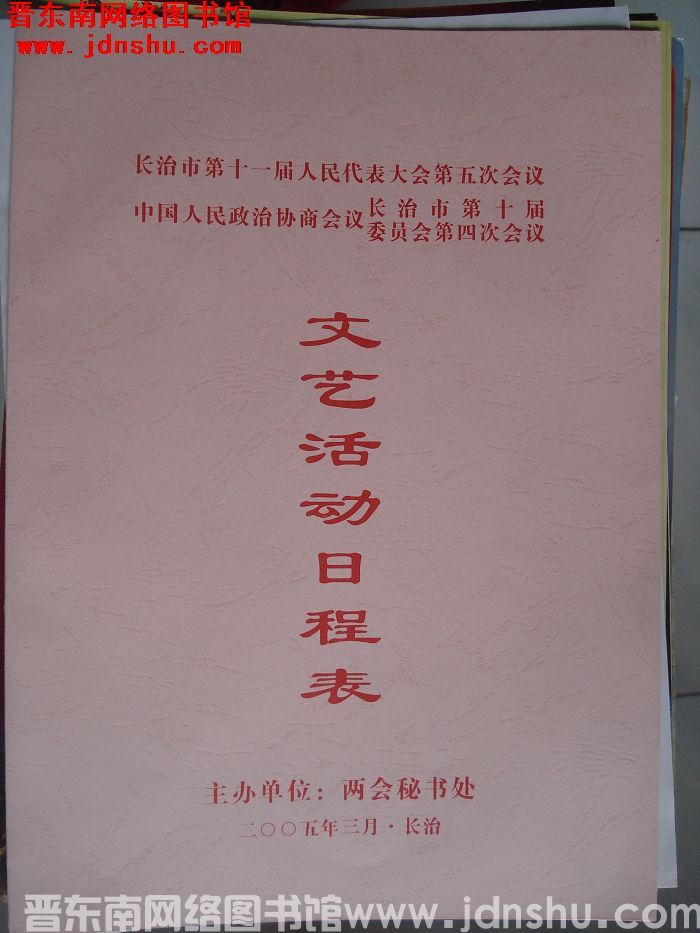 晋东南网络图书馆
www.jdnshu.com
长治市第十一届人民代表大会第五次会议
中国人民政治协商会议长治市第十届
委员会第四次会议
文艺活动日程表
主办单位：两会秘书处
二〇〇五年三月·长治
晋东南网络图书馆www.jdnshu.com